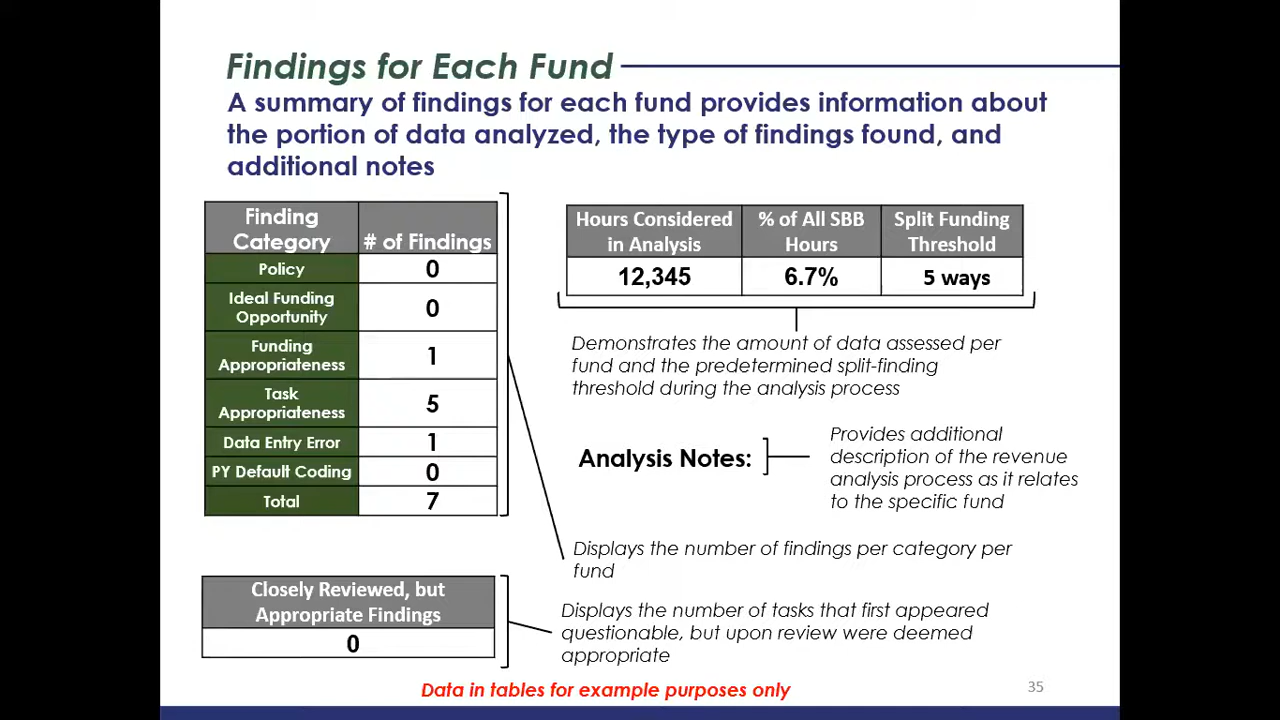 Findings for Each Fund
A summary of findings for each fund provides information about
the portion of data analyzed, the type of findings found, and
additional notes
Finding
Category
# of Findings
Policy
0
Ideal Funding
Opportunity
0
Funding
Appropriateness
1
Task
Appropriateness
5
Data Entry Error
1
PY Default Coding
0
Total
7
Hours Considered
in Analysis
% of All SBB
Hours
Split Funding
Threshold
12,345
6.7%
5 ways
Demonstrates the amount of data assessed per
fund and the predetermined split-finding
threshold during the analysis process
Analysis Notes:
Provides additional
description of the revenue
analysis process as it relates
to the specific fund
Displays the number of findings per category per
fund
Closely Reviewed, but
Appropriate Findings
0
Displays the number of tasks that first appeared
questionable, but upon review were deemed
appropriate
Data in tables for example purposes only
35